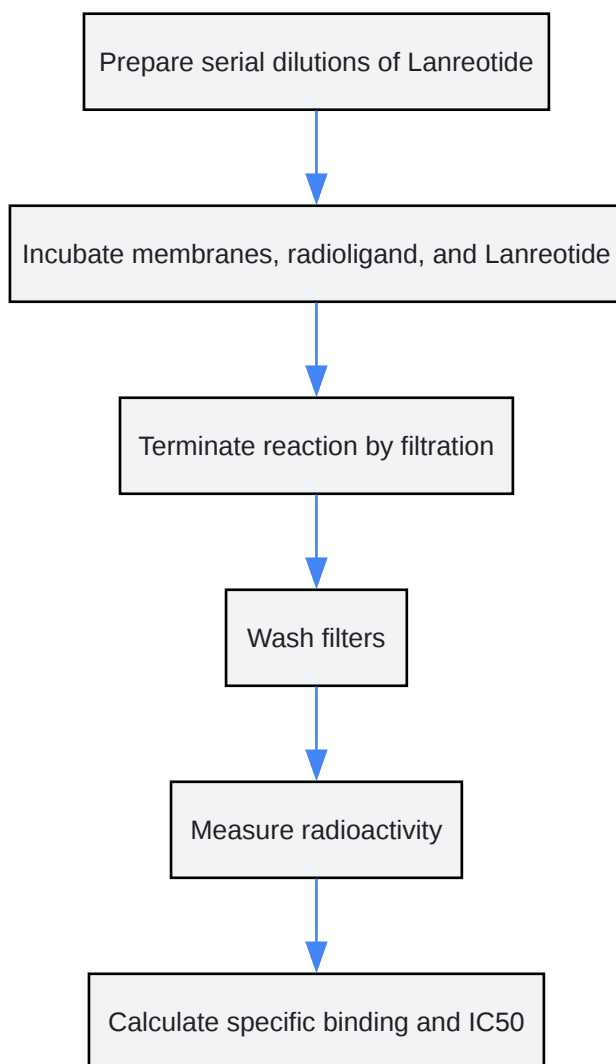 Prepare serial dilutions of Lanreotide
Incubate membranes, radioligand, and Lanreotide
Terminate reaction by filtration
Wash filters
Measure radioactivity
Calculate specific binding and IC50